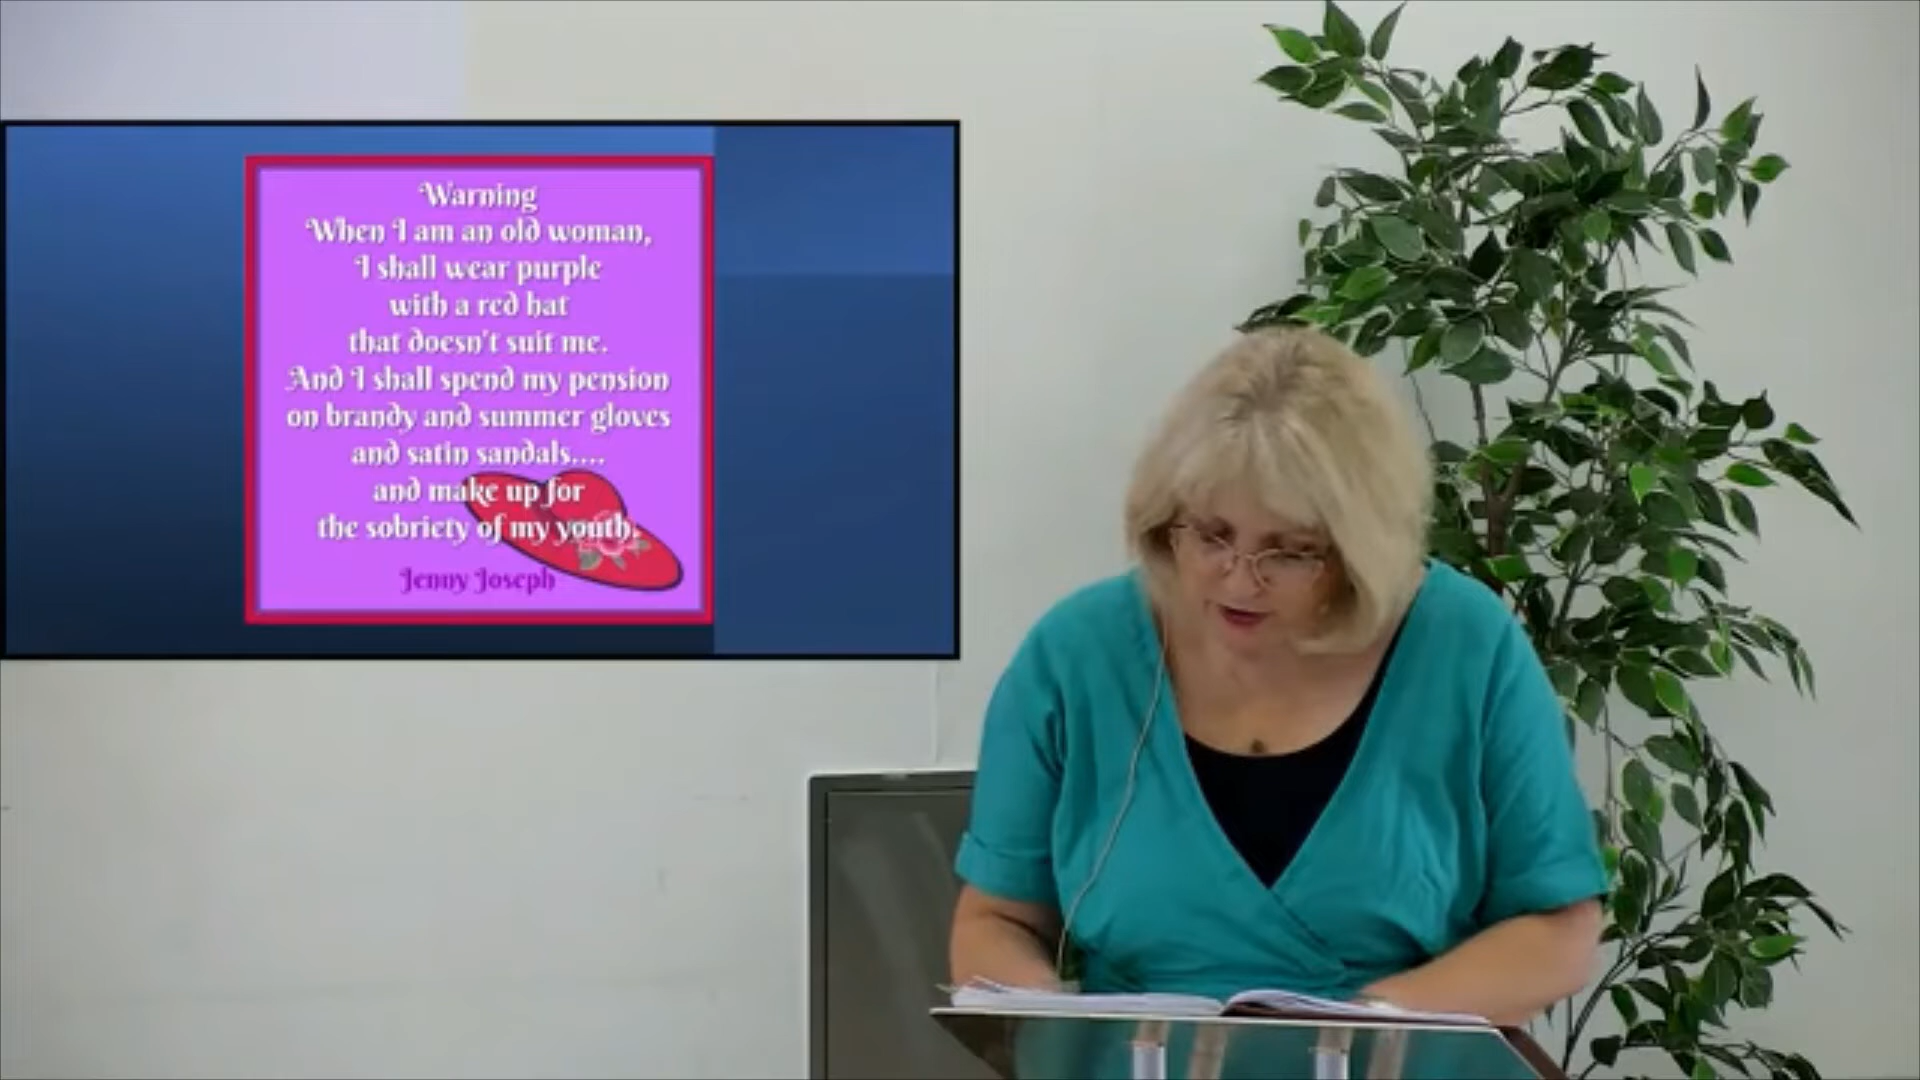 Warning
When I am an old woman,
I shall wear purple
with a red hat
that doesn't suit me.
And I shall spend my pension
on brandy and summer gloves
and satin sandals....
and make up for
the sobriety of my youth.
Jenny Joseph